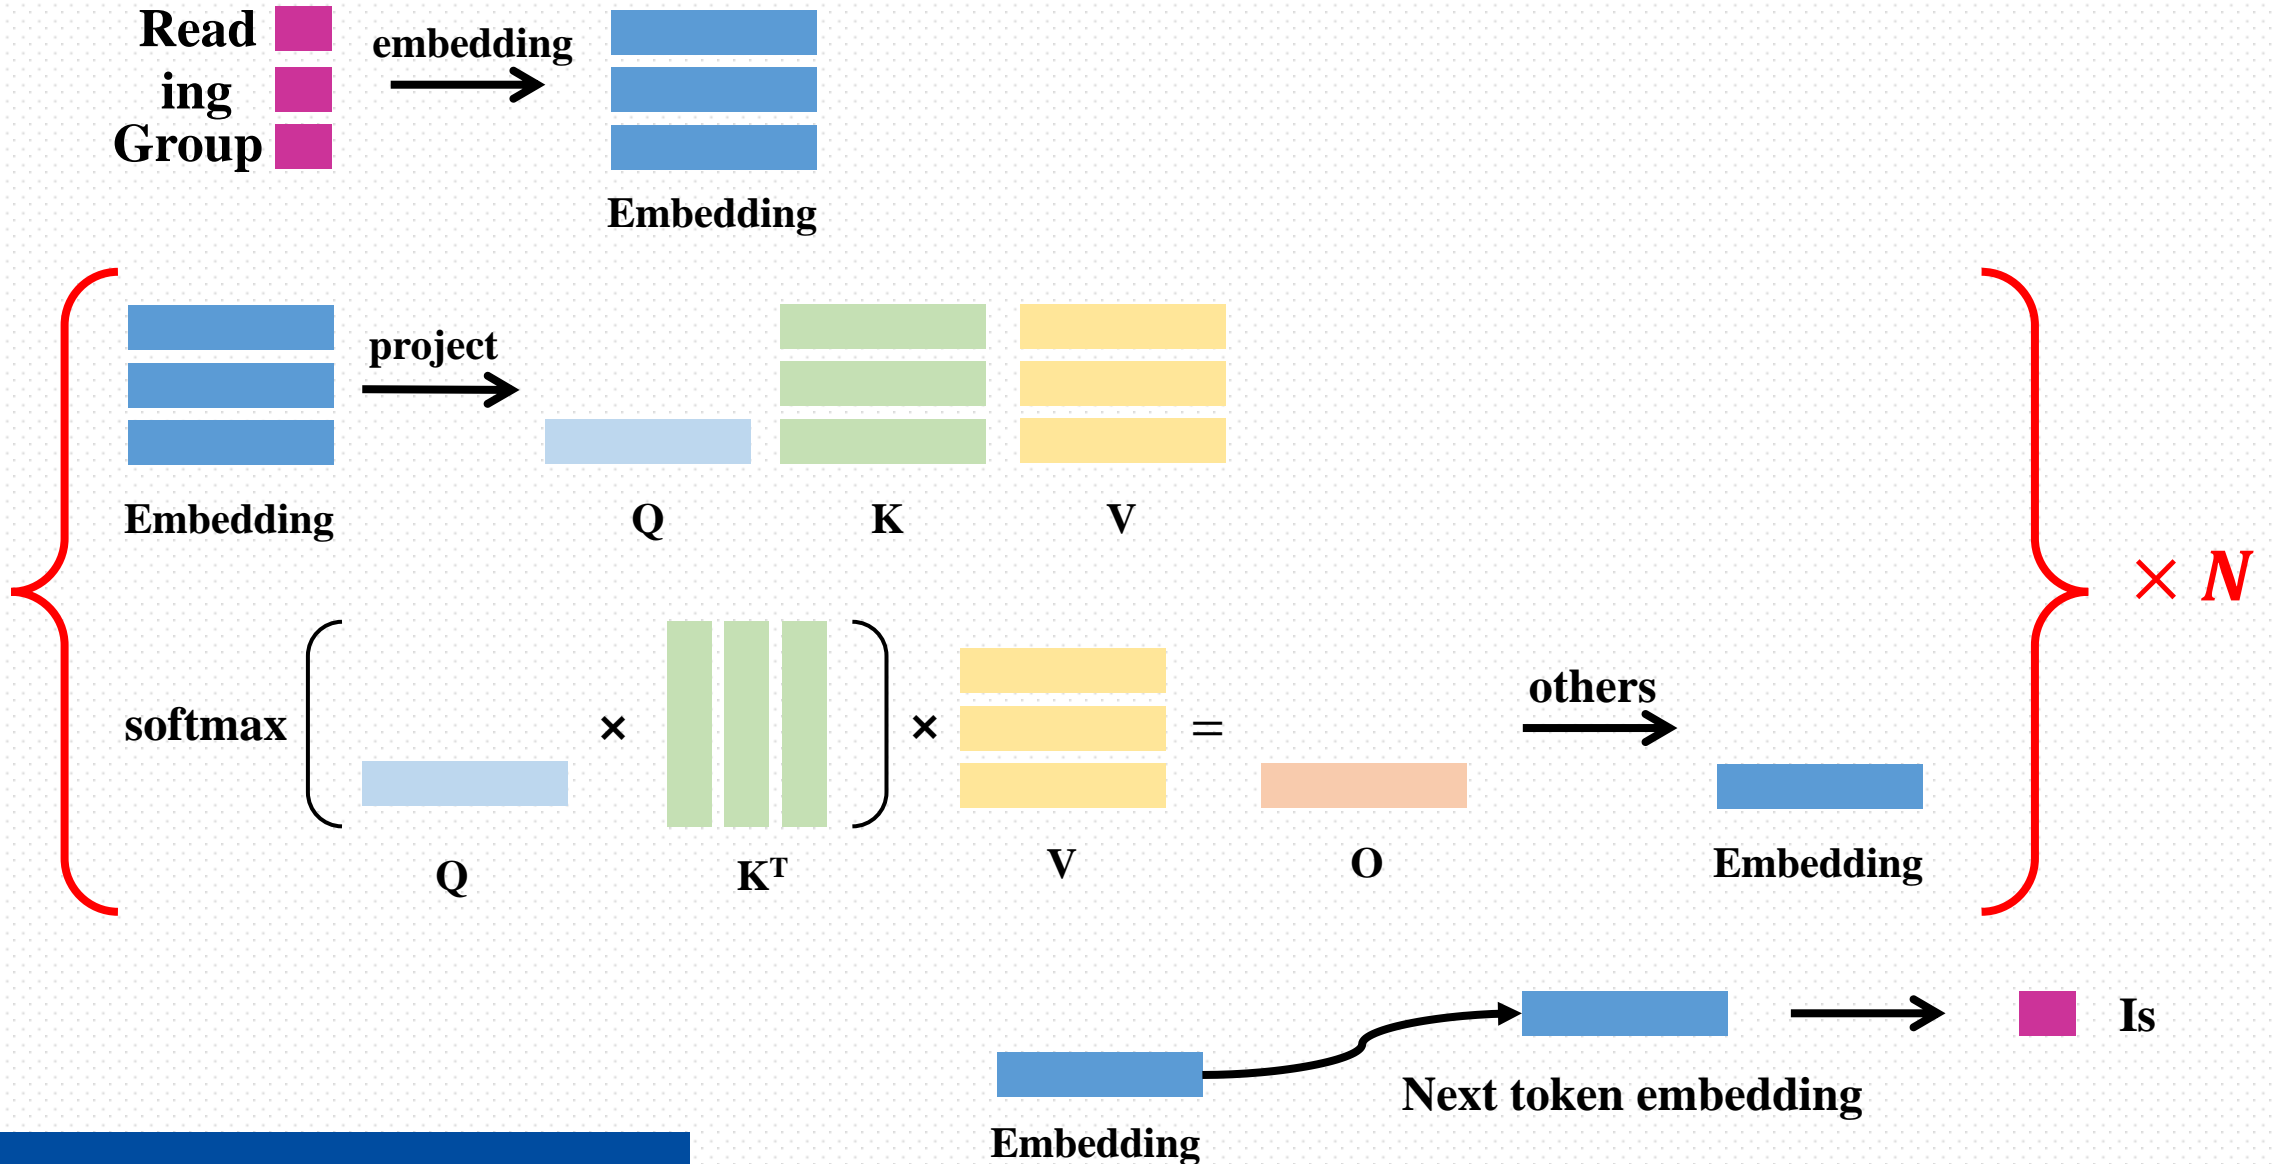 Read
embedding
ing
Group
Embedding
project
Embedding Q K V
× N
softmax ( × ) × = others
Q Kᵀ V O Embedding
Is
Next token embedding
Embedding